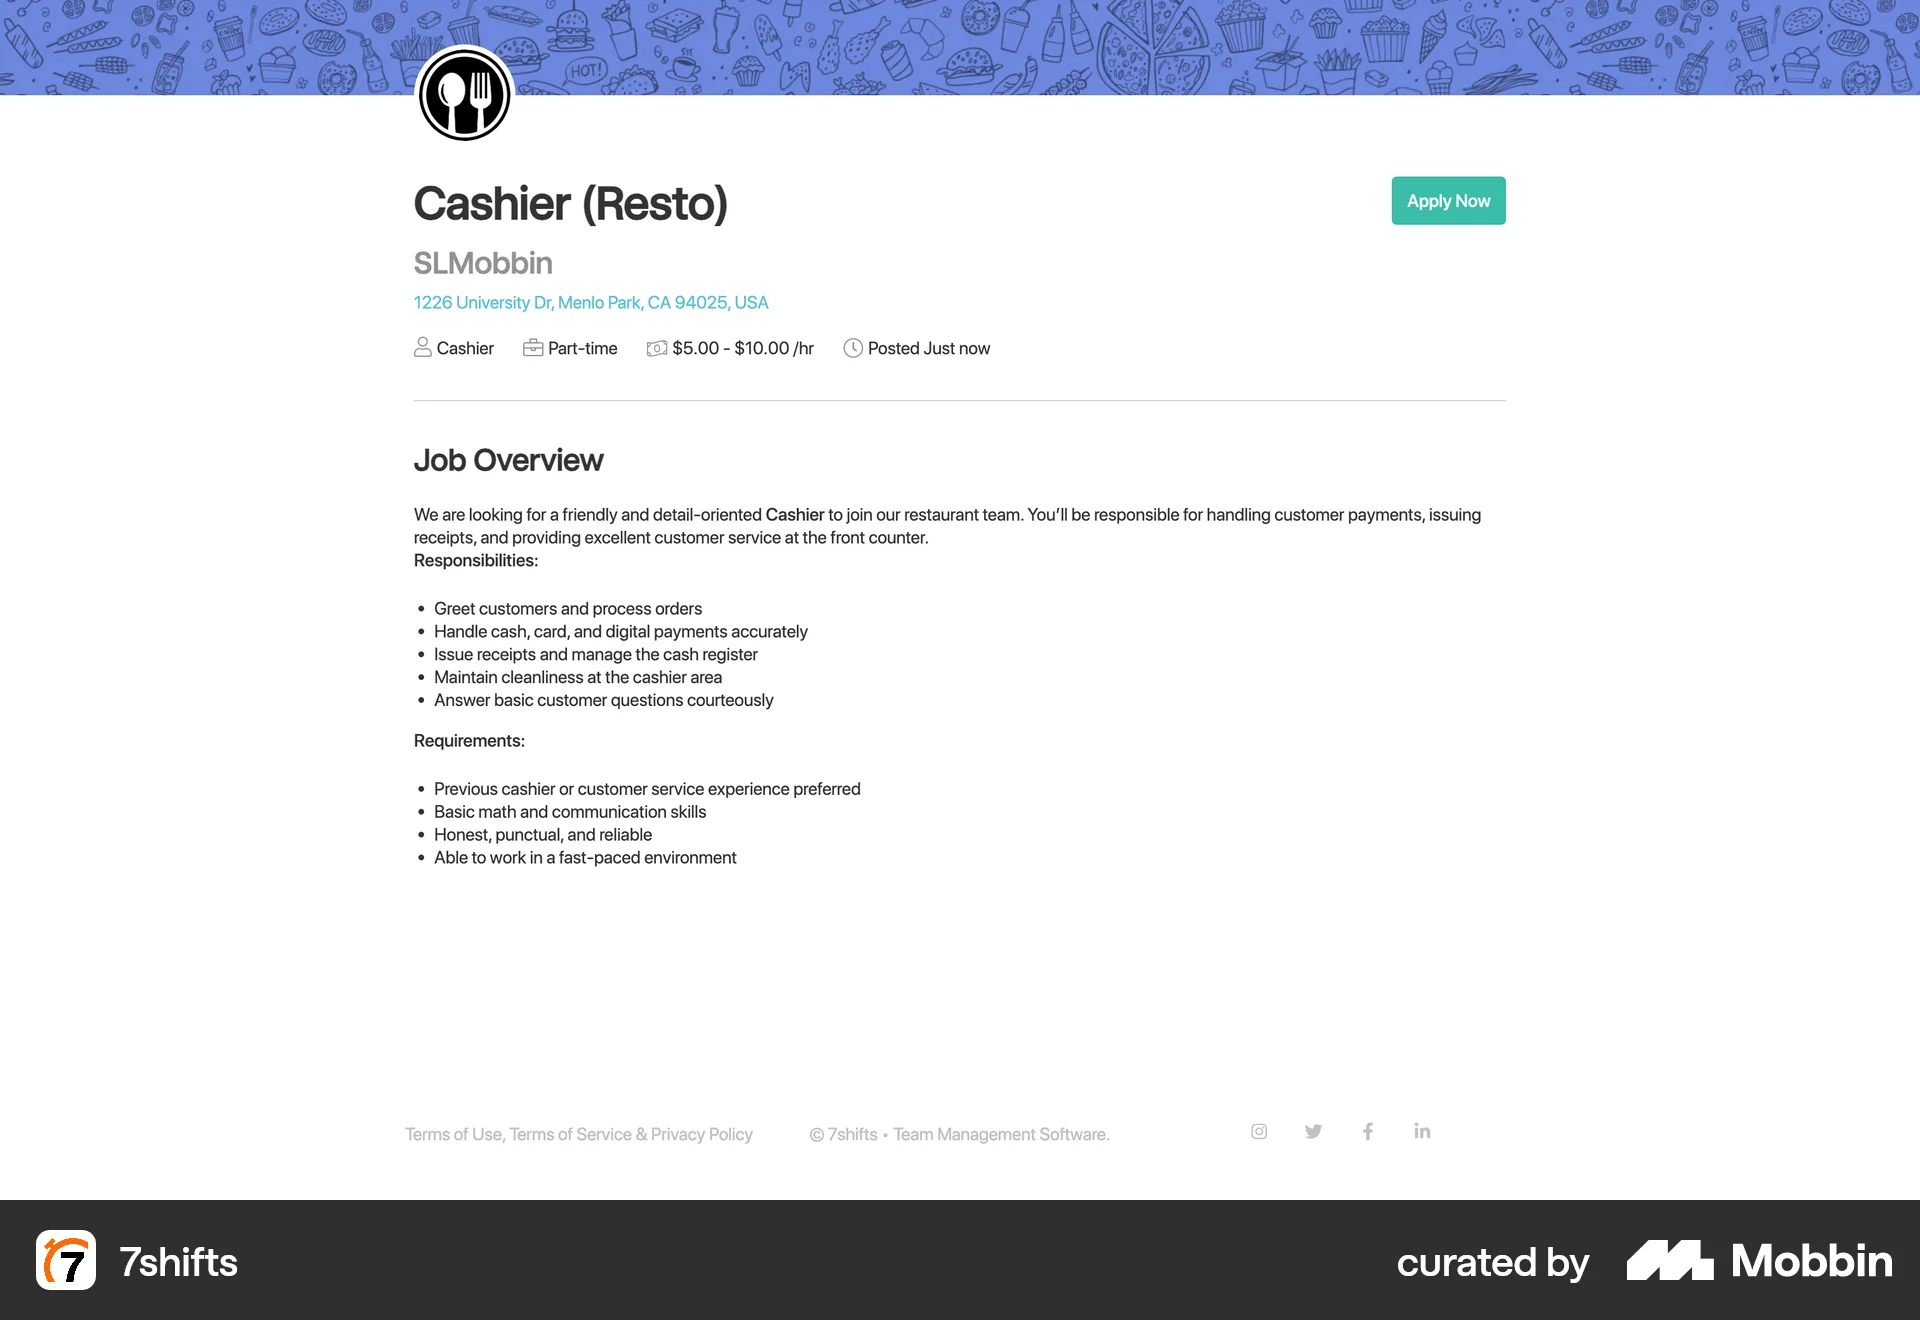 HOT!
Cashier (Resto)
Apply Now
SLMobbin
1226 University Dr, Menlo Park, CA 94025, USA
Cashier Part-time $5.00 - $10.00 /hr Posted Just now
Job Overview
We are looking for a friendly and detail-oriented Cashier to join our restaurant team. You’ll be responsible for handling customer payments, issuing
receipts, and providing excellent customer service at the front counter.
Responsibilities:
• Greet customers and process orders
• Handle cash, card, and digital payments accurately
• Issue receipts and manage the cash register
• Maintain cleanliness at the cashier area
• Answer basic customer questions courteously
Requirements:
• Previous cashier or customer service experience preferred
• Basic math and communication skills
• Honest, punctual, and reliable
• Able to work in a fast-paced environment
Terms of Use, Terms of Service & Privacy Policy © 7shifts • Team Management Software.
7 7shifts curated by Mobbin